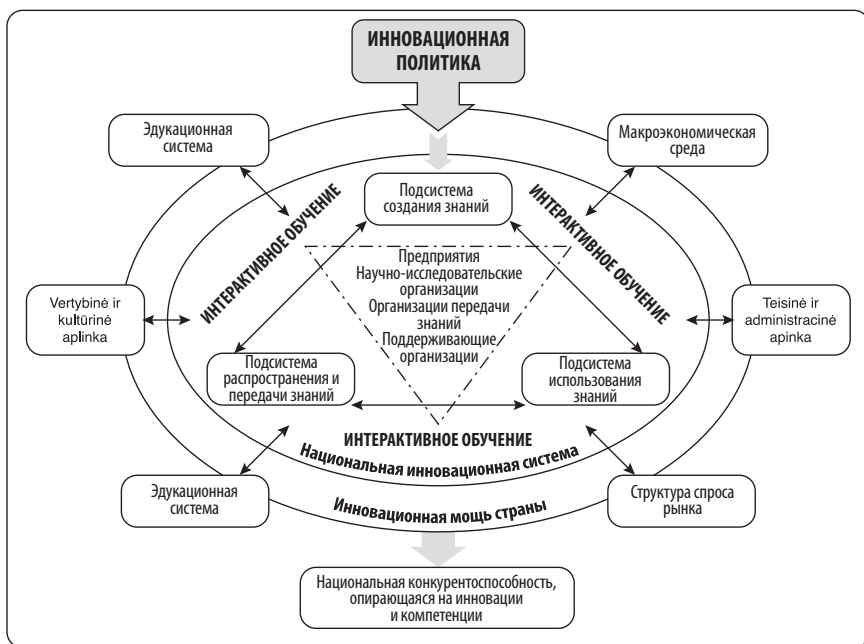 ИННОВАЦИОННАЯ
ПОЛИТИКА
Эдукационная
система
Макроэкономическая
среда
Подсистема
создания знаний
ИНТЕРАКТИВНОЕ ОБУЧЕНИЕ
ИНТЕРАКТИВНОЕ ОБУЧЕНИЕ
Предприятия
Научно-исследовательские
организации
Организации передачи
знаний
Поддерживающие
организации
Vertybinė ir
kultūrinė
aplinka
Teisinė ir
administracinė
apinka
Подсистема
распространения и
передачи знаний
Подсистема
использования
знаний
ИНТЕРАКТИВНОЕ ОБУЧЕНИЕ
Национальная инновационная система
Эдукационная
система
Структура спроса
рынка
Инновационная мощь страны
Национальная конкурентоспособность,
опирающаяся на инновации
и компетенции